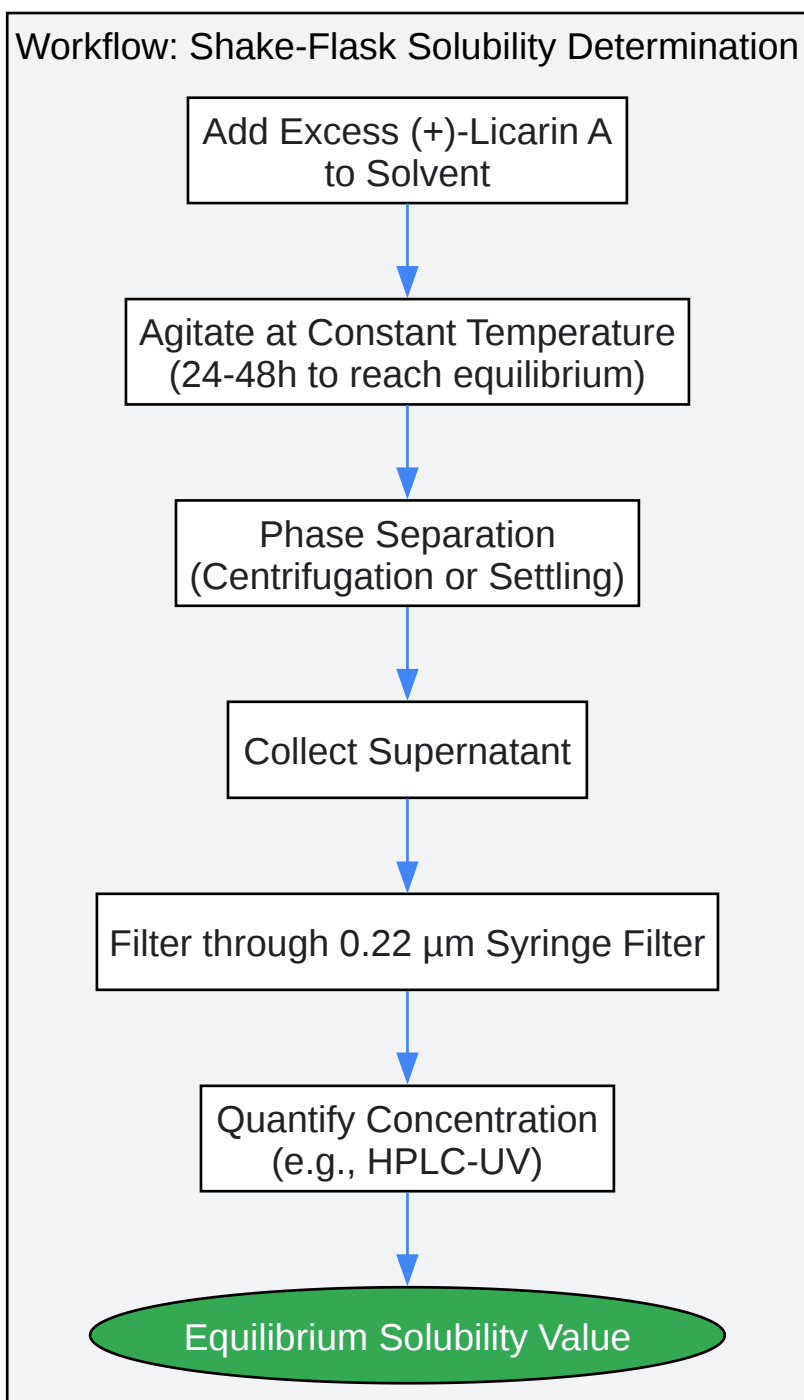 Workflow: Shake-Flask Solubility Determination
Add Excess (+)-Licarin A
to Solvent
Agitate at Constant Temperature
(24-48h to reach equilibrium)
Phase Separation
(Centrifugation or Settling)
Collect Supernatant
Filter through 0.22 µm Syringe Filter
Quantify Concentration
(e.g., HPLC-UV)
Equilibrium Solubility Value